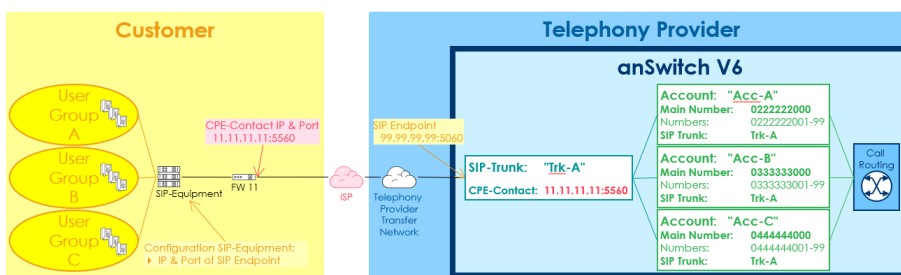 Customer
Telephony Provider
anSwitch V6
User
Group
A
User
Group
B
User
Group
C
SIP-Equipment
CPE-Contact IP & Port
11.11.11.11:5560
FW 11
Configuration SIP-Equipment:
IP & Port of SIP Endpoint
ISP
SIP Endpoint
99.99.99.99:5060
Telephony
Provider
Transfer
Network
SIP-Trunk: "Trk-A"
CPE-Contact: 11.11.11.11:5560
Account: "Acc-A"
Main Number: 0222222000
Numbers: 0222222001-99
SIP Trunk: Trk-A
Account: "Acc-B"
Main Number: 0333333000
Numbers: 0333333001-99
SIP Trunk: Trk-A
Account: "Acc-C"
Main Number: 0444444000
Numbers: 0444444001-99
SIP Trunk: Trk-A
Call
Routing